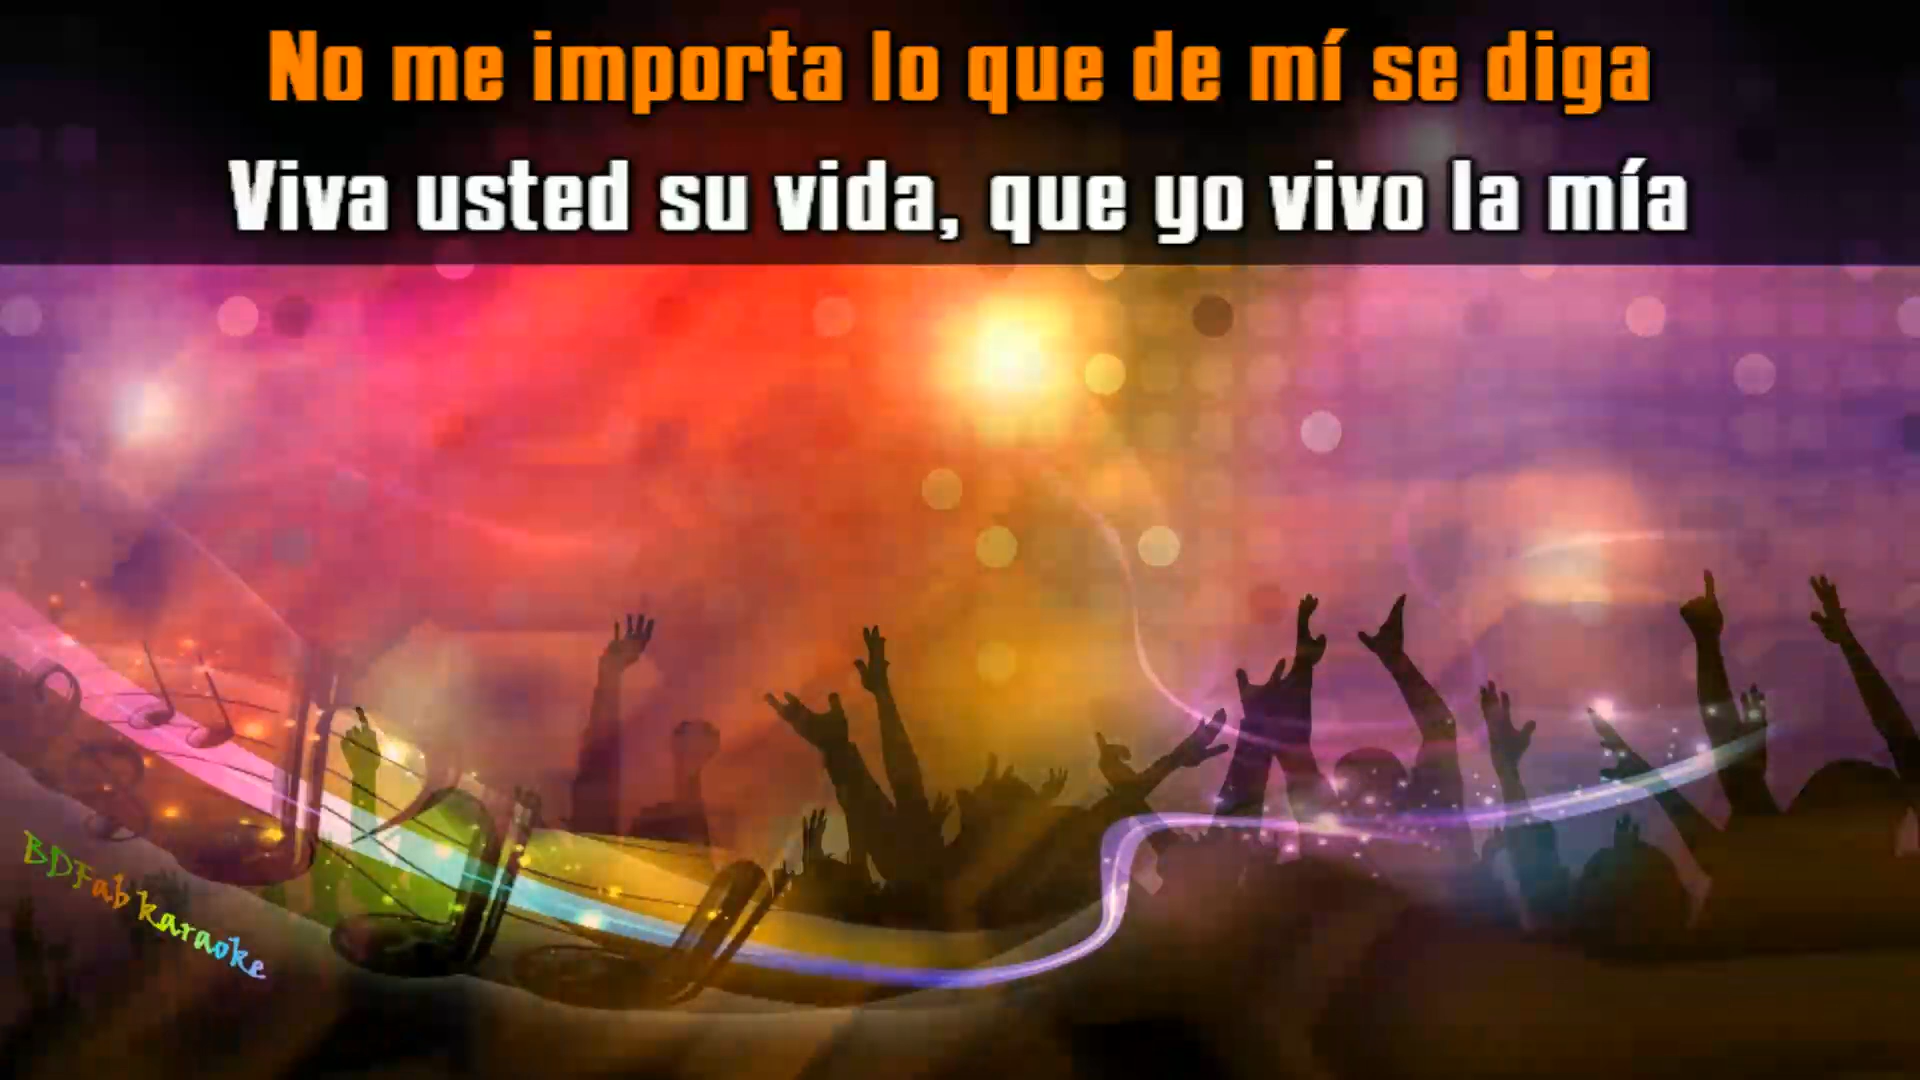 No me importa lo que de mí se diga
Viva usted su vida, que yo vivo la mía
BDFab karaoke